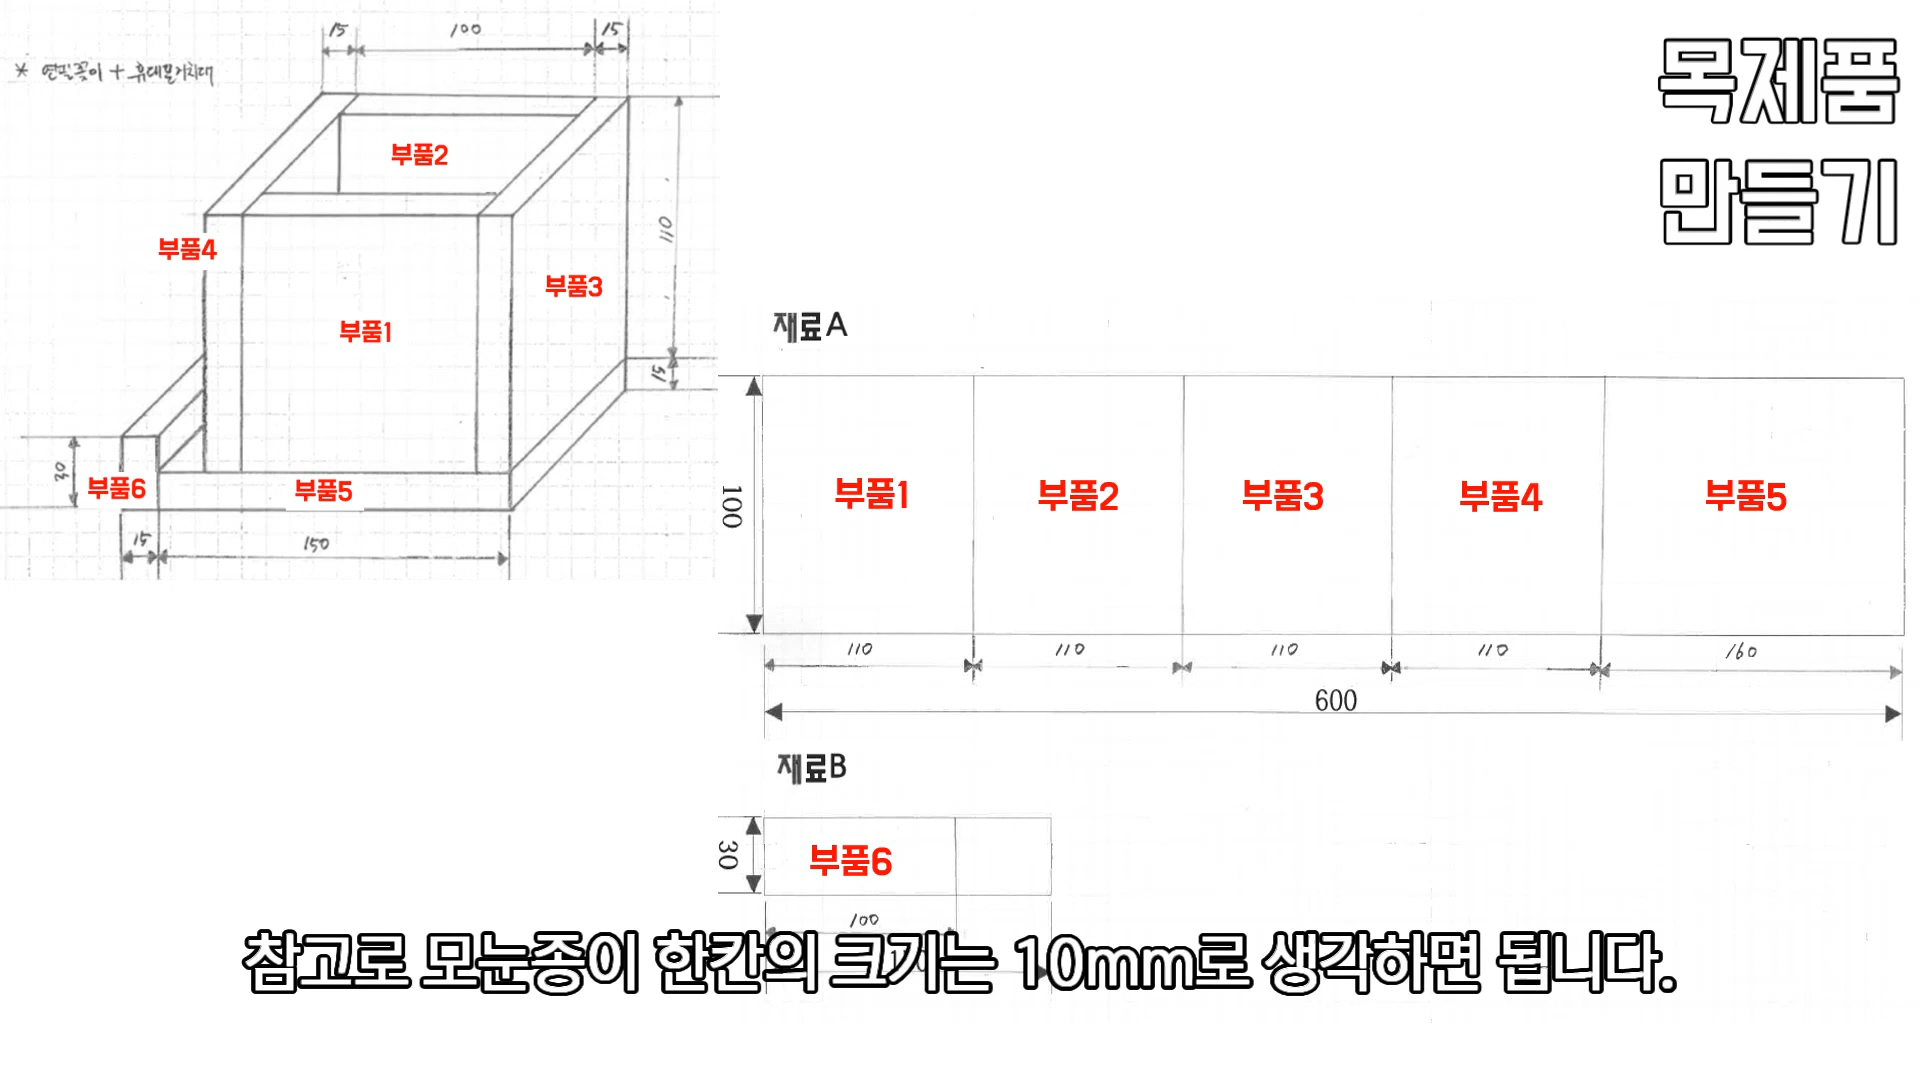 목제품
만들기
* 연필꽂이 + 휴대폰거치대
15
100
15
부품2
부품4
110
부품3
부품1
15
30
부품6
부품5
15
150
재료A
100
부품1
부품2
부품3
부품4
부품5
110
110
110
110
160
600
재료B
30
부품6
100
참고로 모눈종이 한칸의 크기는 10mm로 생각하면 됩니다.